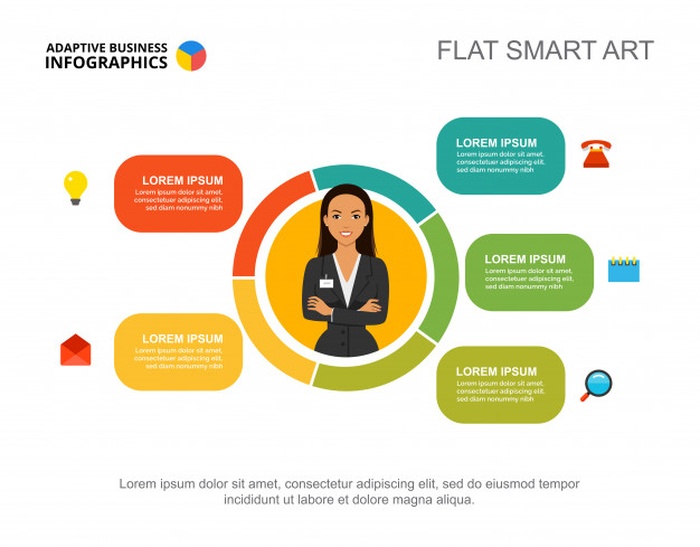 ADAPTIVE BUSINESS
INFOGRAPHICS
FLAT SMART ART
LOREM IPSUM
Lorem ipsum dolor sit amet,
consectetuer adipiscing elit,
sed diam nonummy nibh
LOREM IPSUM
Lorem ipsum dolor sit amet,
consectetuer adipiscing elit,
sed diam nonummy nibh
LOREM IPSUM
Lorem ipsum dolor sit amet,
consectetuer adipiscing elit,
sed diam nonummy nibh
LOREM IPSUM
Lorem ipsum dolor sit amet,
consectetuer adipiscing elit,
sed diam nonummy nibh
LOREM IPSUM
Lorem ipsum dolor sit amet,
consectetuer adipiscing elit,
sed diam nonummy nibh
Lorem ipsum dolor sit amet, consectetur adipiscing elit, sed do eiusmod tempor
incididunt ut labore et dolore magna aliqua.